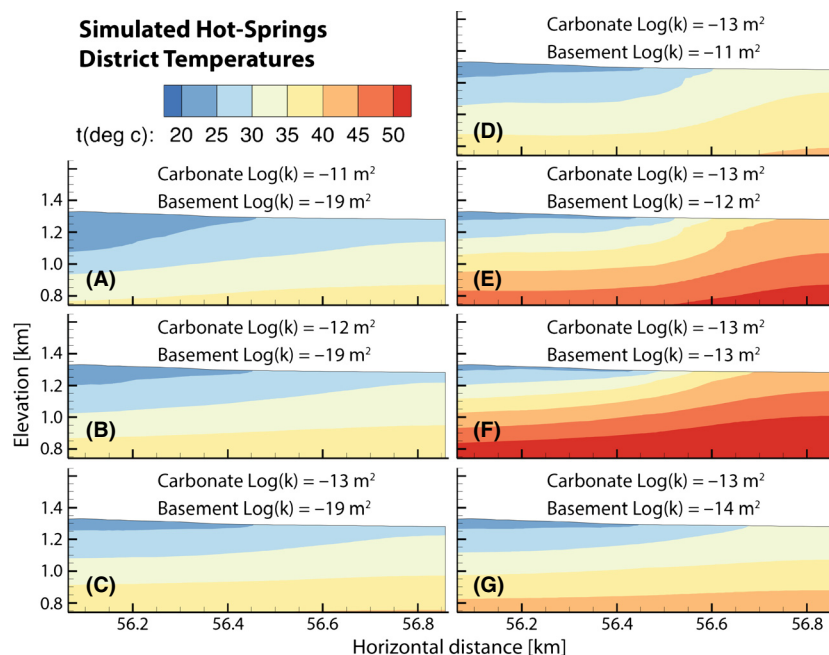 Simulated Hot-Springs
District Temperatures
t(deg c): 20 25 30 35 40 45 50
Carbonate Log(k) = −13 m²
Basement Log(k) = −11 m²
(D)
Carbonate Log(k) = −11 m²
Basement Log(k) = −19 m²
(A)
1.4
1.2
1.0
0.8
Carbonate Log(k) = −13 m²
Basement Log(k) = −12 m²
(E)
Carbonate Log(k) = −12 m²
Basement Log(k) = −19 m²
(B)
1.4
1.2
1.0
0.8
Carbonate Log(k) = −13 m²
Basement Log(k) = −13 m²
(F)
Carbonate Log(k) = −13 m²
Basement Log(k) = −19 m²
(C)
1.4
1.2
1.0
0.8
Carbonate Log(k) = −13 m²
Basement Log(k) = −14 m²
(G)
Elevation [km]
56.2 56.4 56.6 56.8 56.2 56.4 56.6 56.8
Horizontal distance [km]